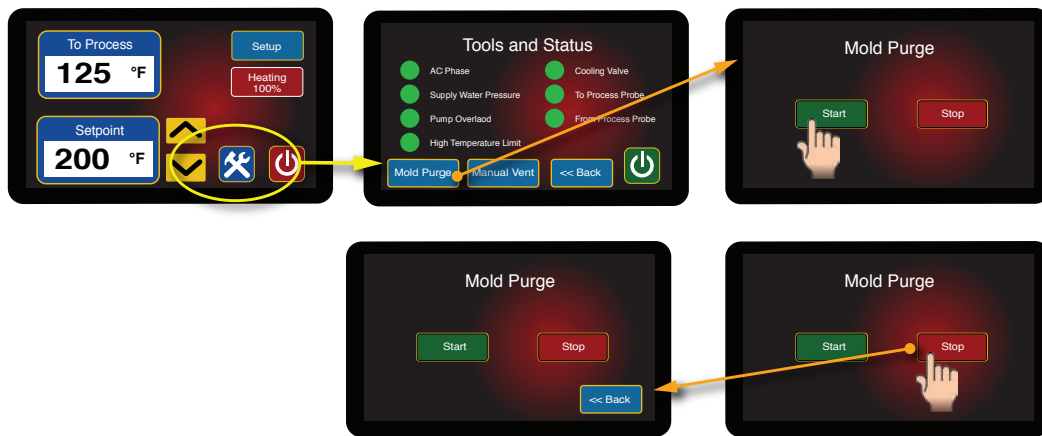 To Process
125 °F
Setup
Heating
100%
Setpoint
200 °F
Tools and Status
AC Phase
Cooling Valve
Supply Water Pressure
To Process Probe
Pump Overlaod
From Process Probe
High Temperature Limit
Mold Purge
Manual Vent
<< Back
Mold Purge
Start
Stop
Mold Purge
Start
Stop
<< Back
Mold Purge
Start
Stop